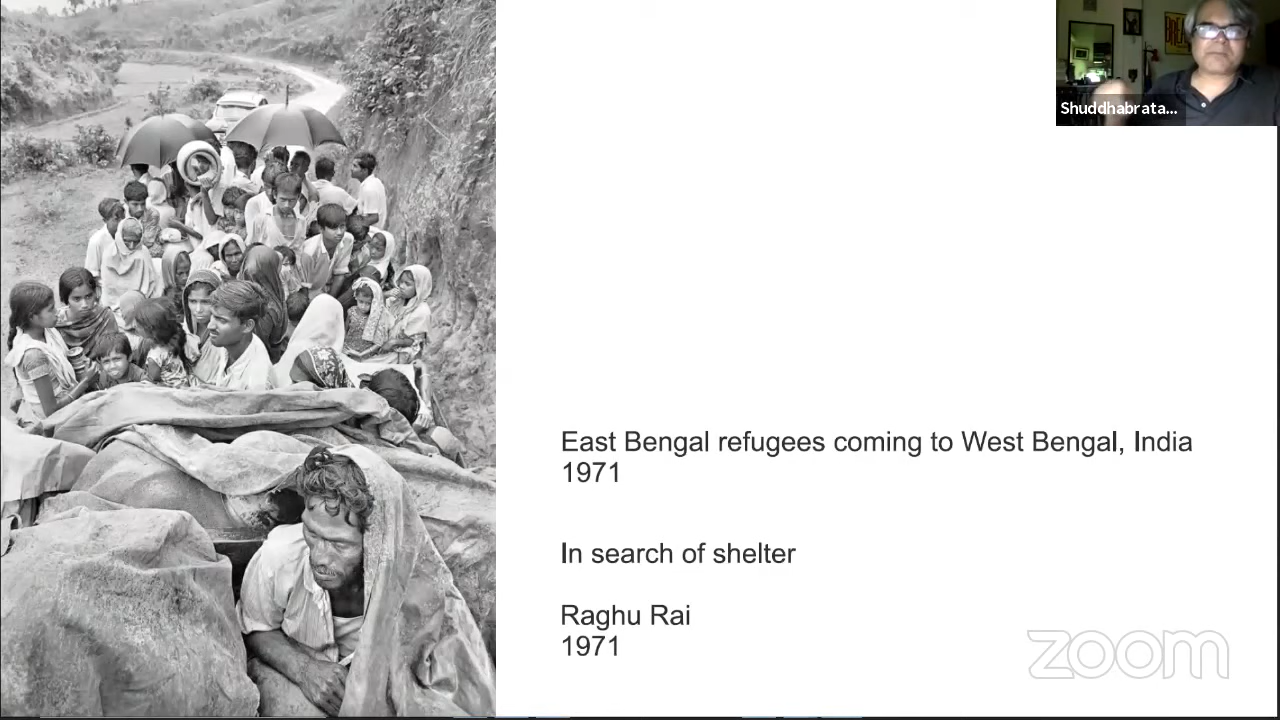 Shuddhabrata...
East Bengal refugees coming to West Bengal, India
1971
In search of shelter
Raghu Rai
1971
zoom